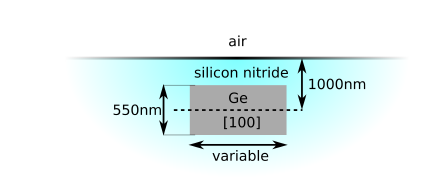 air
silicon nitride
1000nm
Ge
550nm
[100]
variable